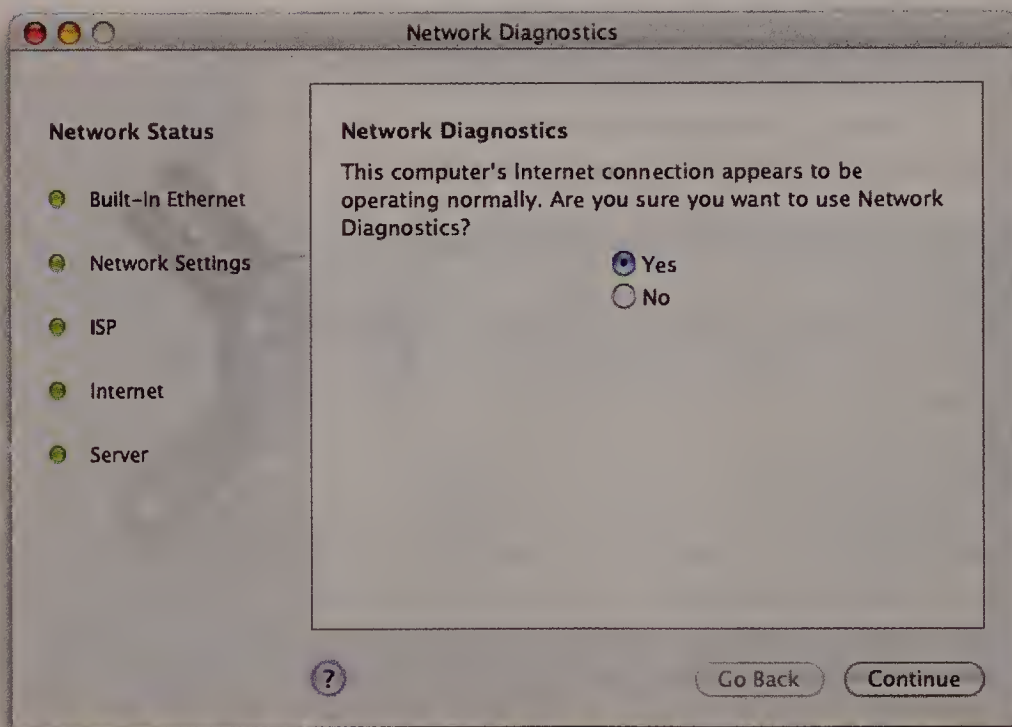 Network Diagnostics
Network Status
Built-In Ethernet
Network Settings
ISP
Internet
Server
Network Diagnostics
This computer's Internet connection appears to be
operating normally. Are you sure you want to use Network
Diagnostics?
Yes
No
?
Go Back
Continue